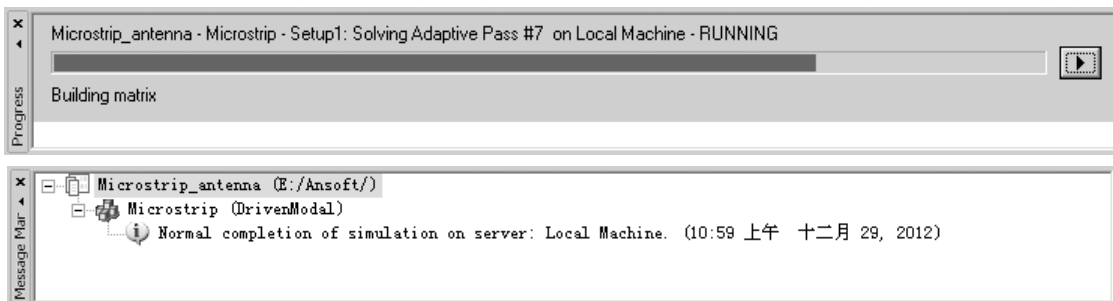 Microstrip_antenna - Microstrip - Setup1: Solving Adaptive Pass #7 on Local Machine - RUNNING
Building matrix
Progress
Microstrip_antenna (E:/Ansoft/)
Microstrip (DrivenModal)
Normal completion of simulation on server: Local Machine. (10:59 上午 十二月 29, 2012)
Message Mar